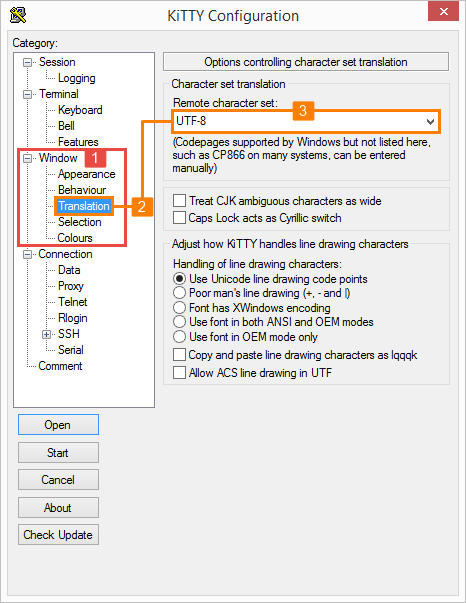 KiTTY Configuration
Category:
Session
Logging
Terminal
Keyboard
Bell
Features
Window 1
Appearance
Behaviour
Translation 2
Selection
Colours
Connection
Data
Proxy
Telnet
Rlogin
SSH
Serial
Comment
Open
Start
Cancel
About
Check Update
Options controlling character set translation
Character set translation
Remote character set: 3
UTF-8
(Codepages supported by Windows but not listed here,
such as CP866 on many systems, can be entered
manually)
Treat CJK ambiguous characters as wide
Caps Lock acts as Cyrillic switch
Adjust how KiTTY handles line drawing characters
Handling of line drawing characters:
Use Unicode line drawing code points
Poor man's line drawing (+, - and |)
Font has XWindows encoding
Use font in both ANSI and OEM modes
Use font in OEM mode only
Copy and paste line drawing characters as lqqqk
Allow ACS line drawing in UTF